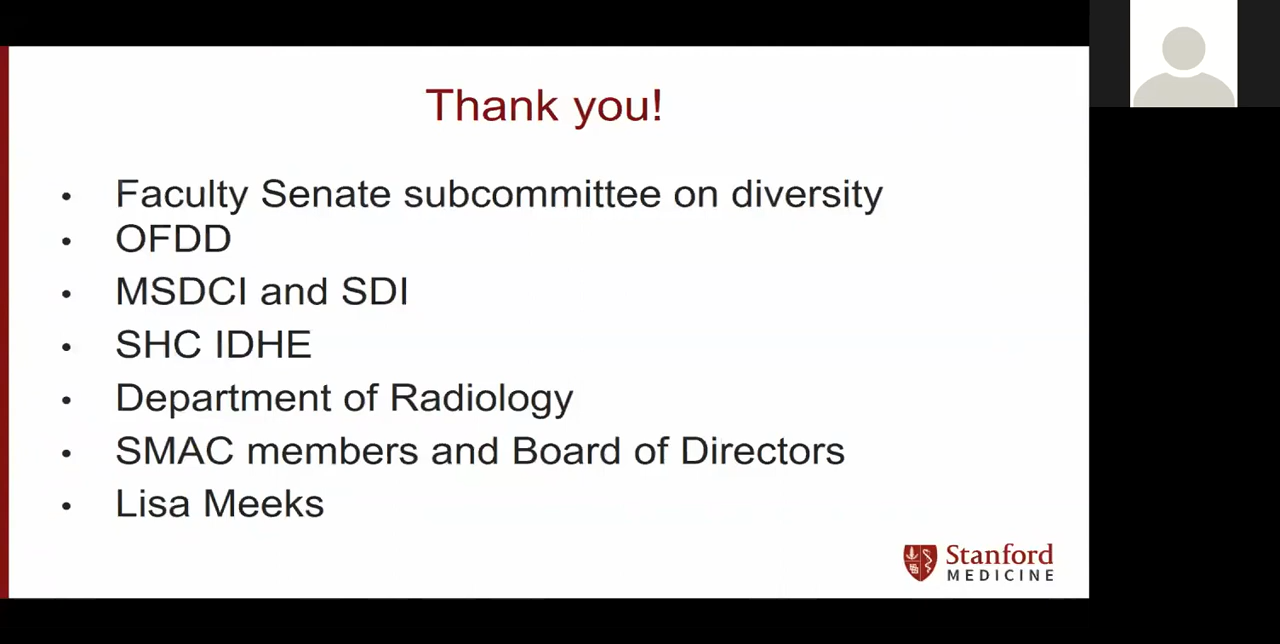 Thank you!
• Faculty Senate subcommittee on diversity
• OFDD
• MSDCI and SDI
• SHC IDHE
• Department of Radiology
• SMAC members and Board of Directors
• Lisa Meeks
Stanford
MEDICINE